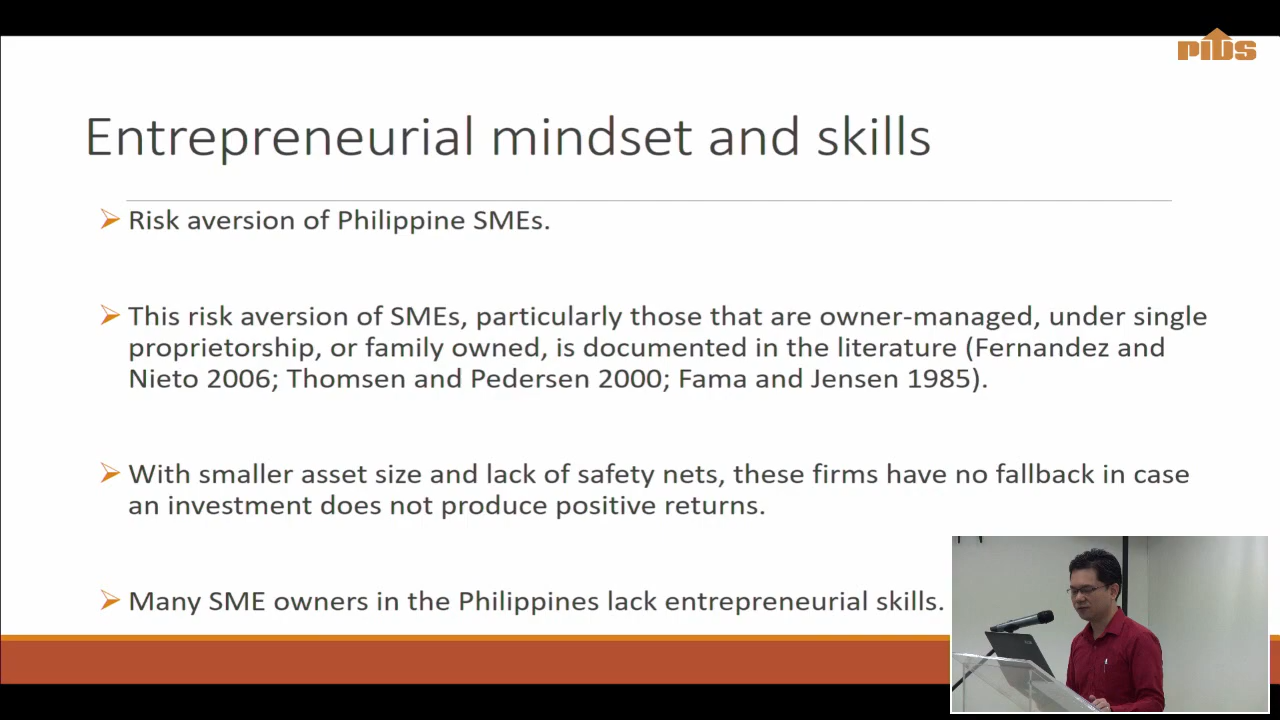 PIDS
Entrepreneurial mindset and skills
Risk aversion of Philippine SMEs.
This risk aversion of SMEs, particularly those that are owner-managed, under single
proprietorship, or family owned, is documented in the literature (Fernandez and
Nieto 2006; Thomsen and Pedersen 2000; Fama and Jensen 1985).
With smaller asset size and lack of safety nets, these firms have no fallback in case
an investment does not produce positive returns.
Many SME owners in the Philippines lack entrepreneurial skills.